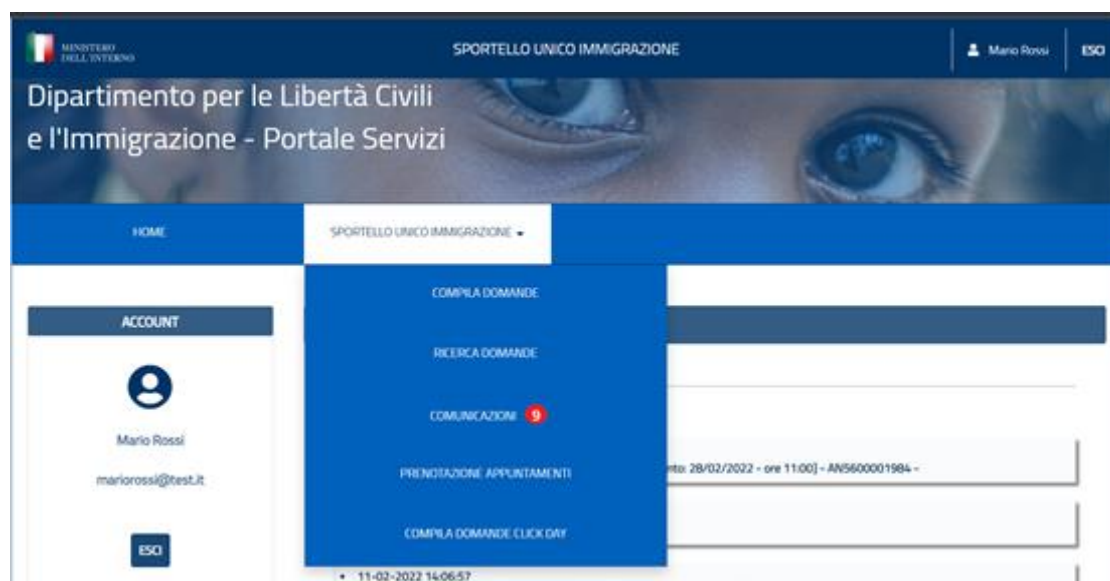 MINISTERO
DELL'INTERNO
SPORTELLO UNICO IMMIGRAZIONE
Mario Rossi
ESCI
Dipartimento per le Libertà Civili
e l'Immigrazione - Portale Servizi
HOME
SPORTELLO UNICO IMMIGRAZIONE
COMPILA DOMANDE
ACCOUNT
RICERCA DOMANDE
COMUNICAZIONI 9
Mario Rossi
mariorossi@test.it
PRENOTAZIONE APPUNTAMENTI
nto: 28/02/2022 - ore 11:00] - AN5600001984 -
COMPILA DOMANDE CLICK DAY
ESCI
• 11-02-2022 14:06:57